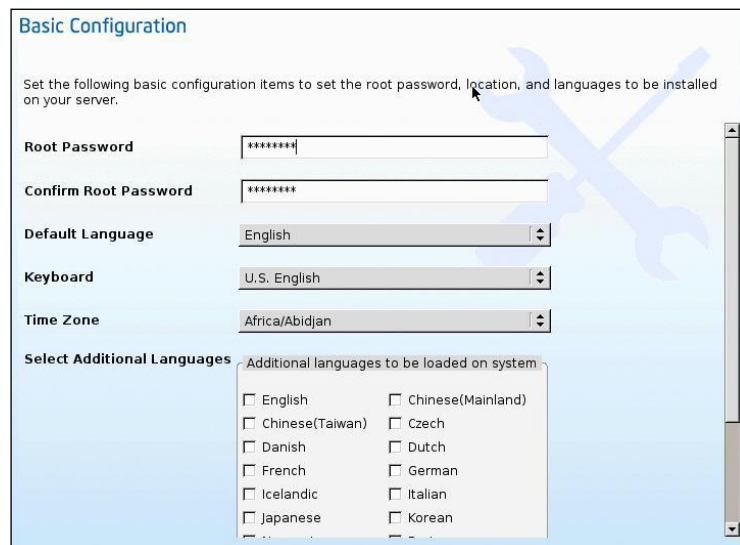 Basic Configuration
Set the following basic configuration items to set the root password, location, and languages to be installed
on your server.
Root Password ********
Confirm Root Password ********
Default Language English
Keyboard U.S. English
Time Zone Africa/Abidjan
Select Additional Languages Additional languages to be loaded on system
English Chinese(Mainland)
Chinese(Taiwan) Czech
Danish Dutch
French German
Icelandic Italian
Japanese Korean